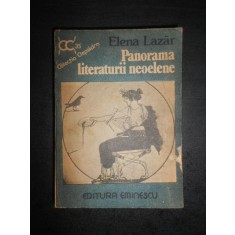 Elena Lazăr
Panorama
literaturii neoelene
EDITURA EMINESCU